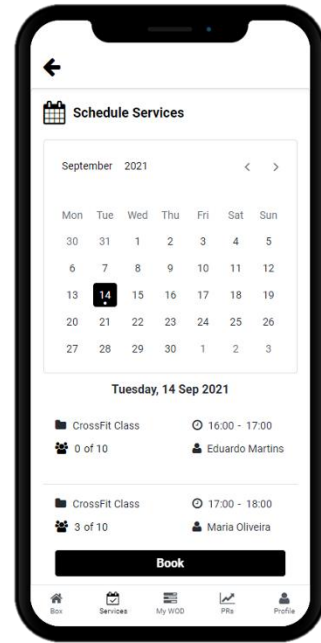 Schedule Services
September 2021
Mon Tue Wed Thu Fri Sat Sun
30 31 1 2 3 4 5
6 7 8 9 10 11 12
13 14 15 16 17 18 19
20 21 22 23 24 25 26
27 28 29 30 1 2 3
Tuesday, 14 Sep 2021
CrossFit Class 16:00 - 17:00
0 of 10 Eduardo Martins
CrossFit Class 17:00 - 18:00
3 of 10 Maria Oliveira
Book
Box Services My WOD PRs Profile